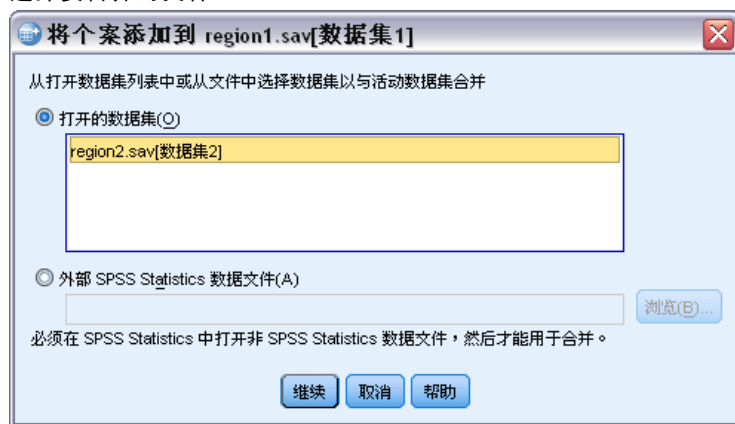 将个案添加到 region1.sav[数据集1]
从打开数据集列表中或从文件中选择数据集以与活动数据集合并
打开的数据集(O)
region2.sav[数据集2]
外部 SPSS Statistics 数据文件(A)
浏览(B)...
必须在 SPSS Statistics 中打开非 SPSS Statistics 数据文件，然后才能用于合并。
继续 取消 帮助